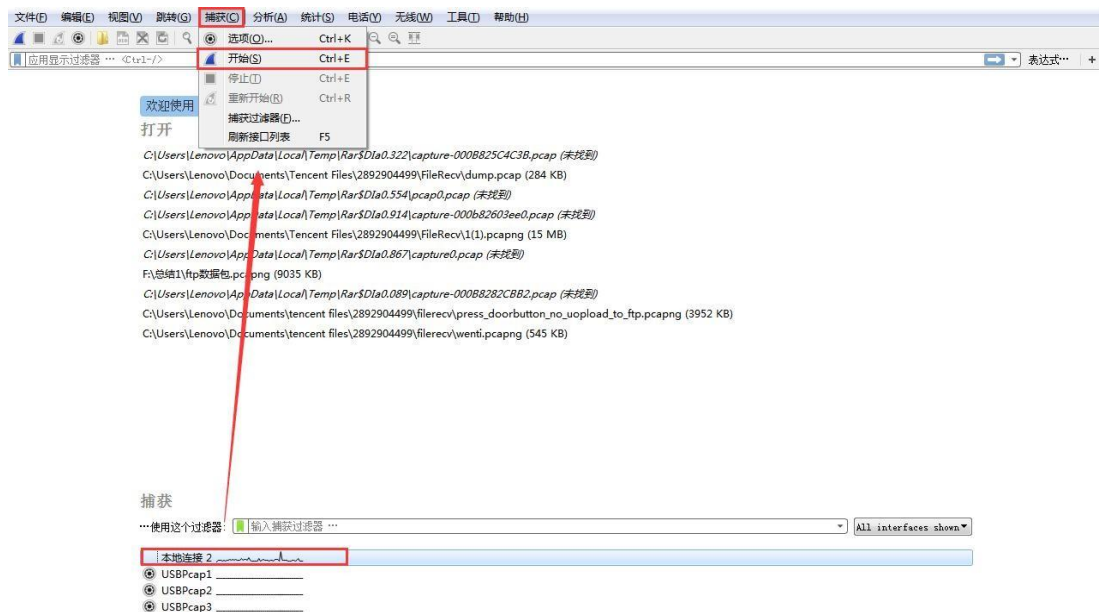 文件(F) 编辑(E) 视图(V) 跳转(G) 捕获(C) 分析(A) 统计(S) 电话(Y) 无线(W) 工具(T) 帮助(H)
选项(O)... Ctrl+K
应用显示过滤器 … <Ctrl-/> 表达式… +
开始(S) Ctrl+E
停止(T) Ctrl+E
重新开始(R) Ctrl+R
捕获过滤器(F)...
刷新接口列表 F5
欢迎使用
打开
C:\Users\Lenovo\AppData\Local\Temp\Rar$DIa0.322\capture-000B825C4C3B.pcap (未找到)
C:\Users\Lenovo\Documents\Tencent Files\2892904499\FileRecv\dump.pcap (284 KB)
C:\Users\Lenovo\AppData\Local\Temp\Rar$DIa0.554\pcap0.pcap (未找到)
C:\Users\Lenovo\AppData\Local\Temp\Rar$DIa0.914\capture-000b82603ee0.pcap (未找到)
C:\Users\Lenovo\Documents\Tencent Files\2892904499\FileRecv\1(1).pcapng (15 MB)
C:\Users\Lenovo\AppData\Local\Temp\Rar$DIa0.867\capture0.pcap (未找到)
F:\总结1\ftp数据包.pcapng (9035 KB)
C:\Users\Lenovo\AppData\Local\Temp\Rar$DIa0.089\capture-000B8282CBB2.pcap (未找到)
C:\Users\Lenovo\Documents\tencent files\2892904499\filerecv\press_doorbutton_no_uopload_to_ftp.pcapng (3952 KB)
C:\Users\Lenovo\Documents\tencent files\2892904499\filerecv\wenti.pcapng (545 KB)
捕获
…使用这个过滤器: 输入捕获过滤器 … All interfaces shown
本地连接 2
USBPcap1
USBPcap2
USBPcap3